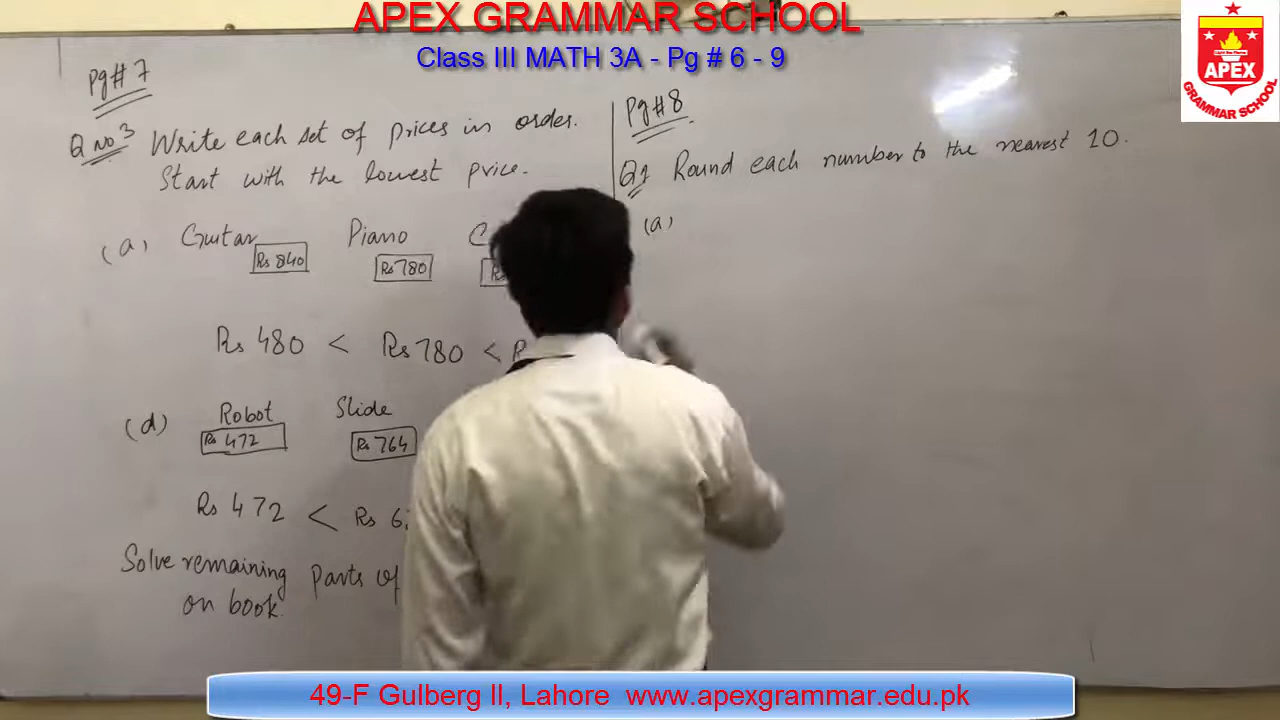 APEX GRAMMAR SCHOOL
Class III MATH 3A - Pg # 6 - 9
APEX
GRAMMAR SCHOOL
Pg# 7
Q no 3 Write each set of prices in order.
Start with the lowest price.
(a) Guitar Piano
Rs 840 Rs 780
Rs 480 < Rs 780 <
(d) Robot Slide
Rs 472 Rs 764
Rs 472 < Rs
Solve remaining parts of
on book.
Pg#8
Q1 Round each number to the nearest 10.
(a)
49-F Gulberg II, Lahore www.apexgrammar.edu.pk